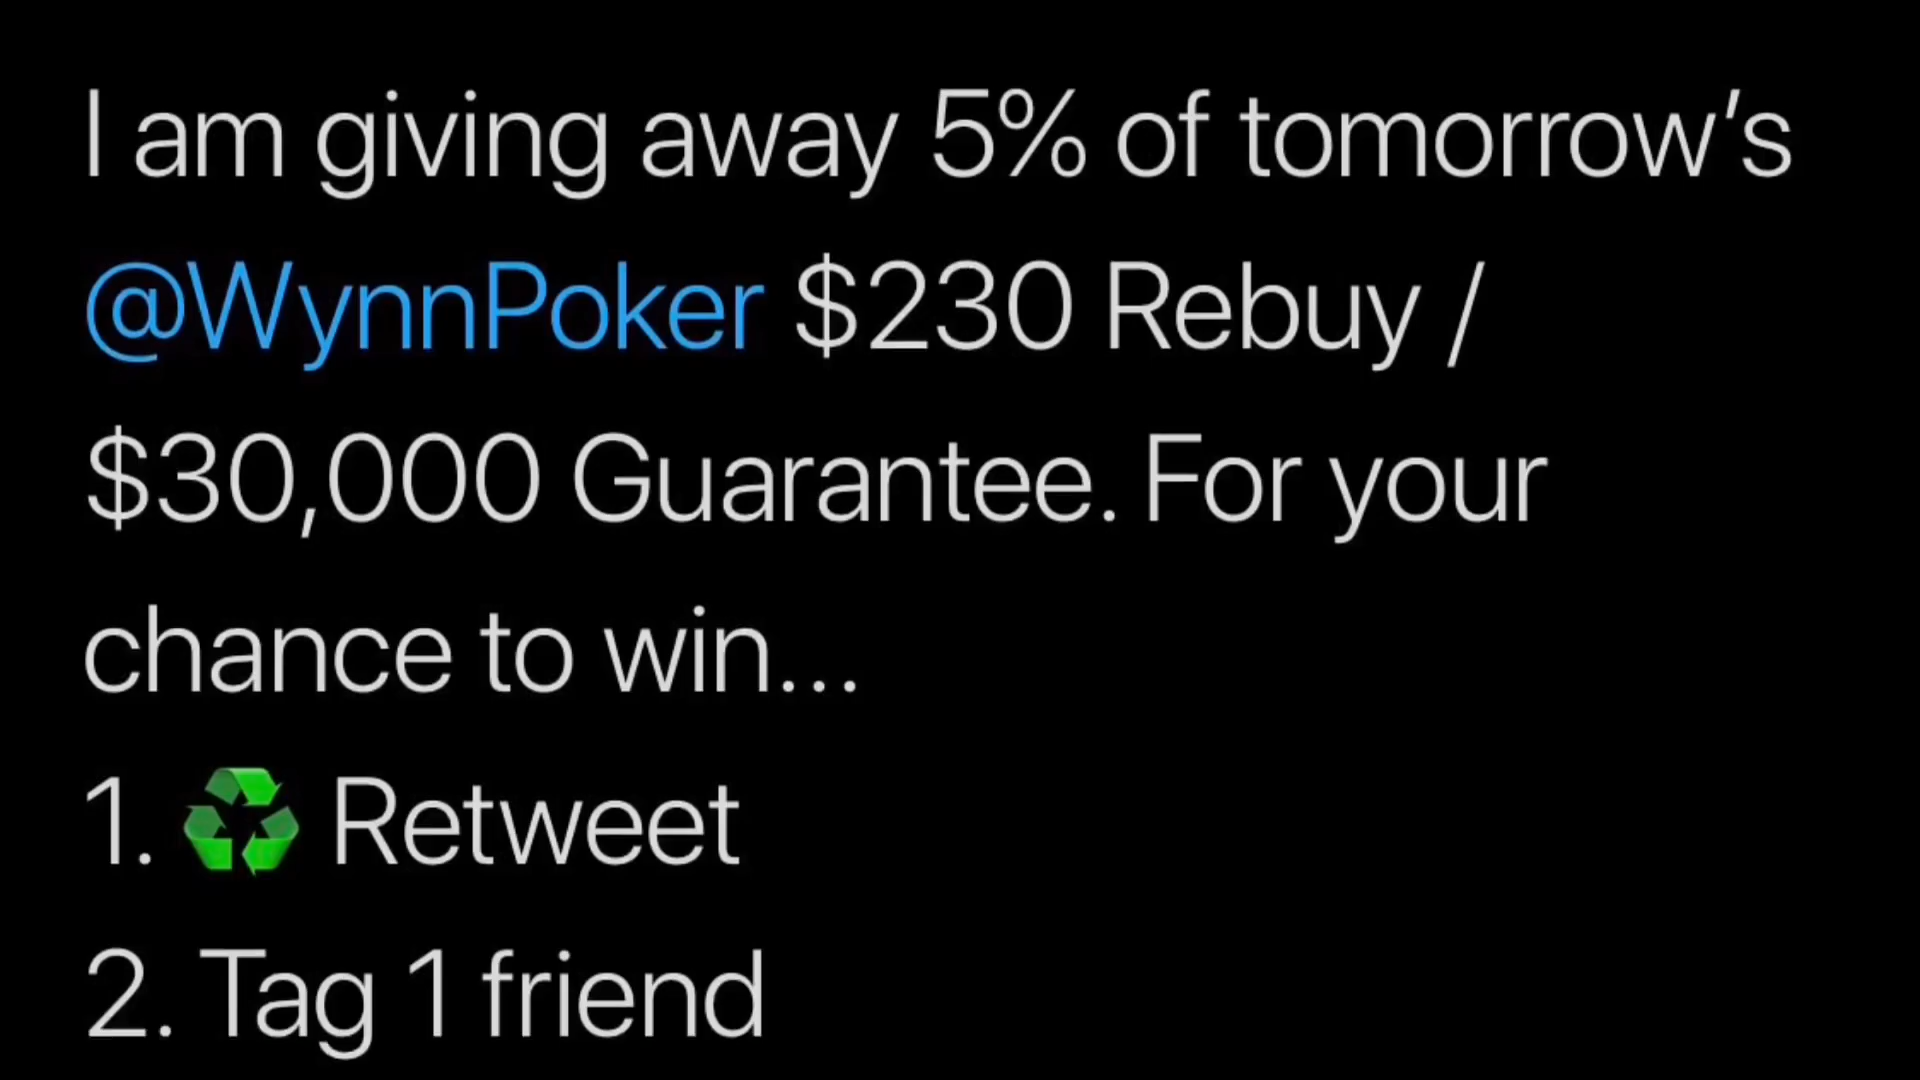 I am giving away 5% of tomorrow’s
@WynnPoker $230 Rebuy /
$30,000 Guarantee. For your
chance to win...
1. ♻️ Retweet
2. Tag 1 friend